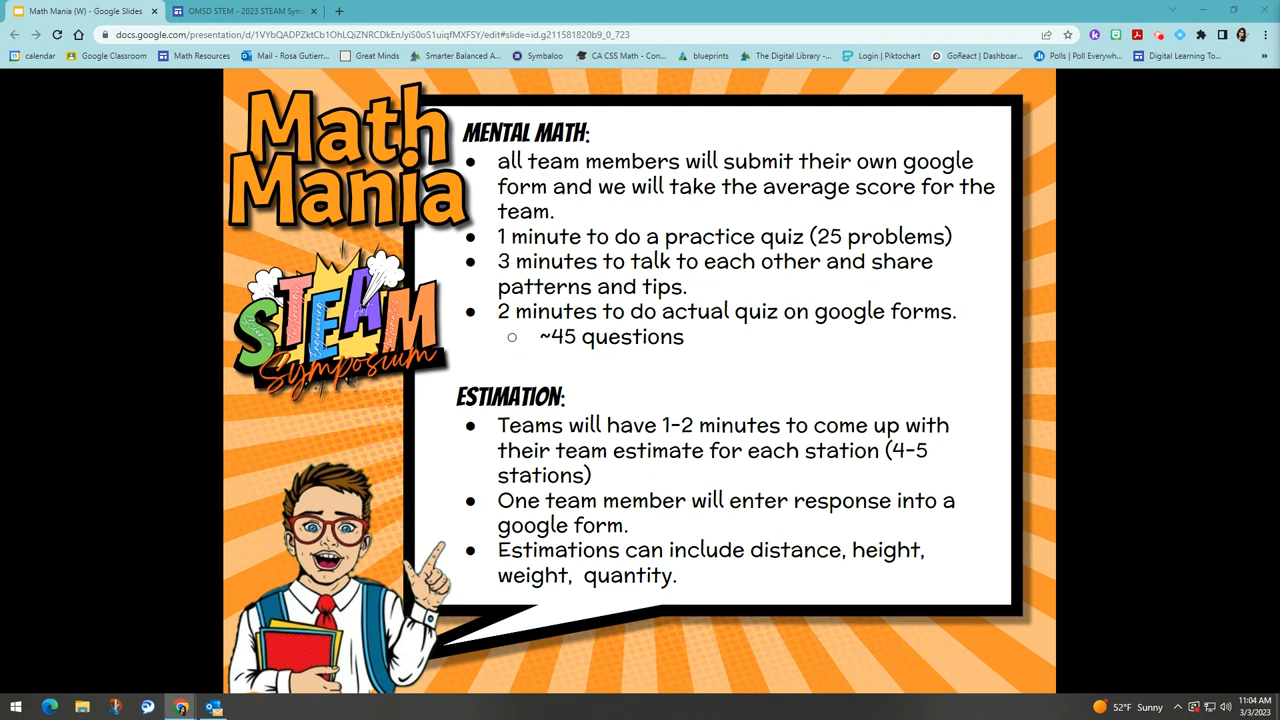 Math Mania (W) - Google Slides
OMSD STEM - 2023 STEAM Sym
docs.google.com/presentation/d/1VYbQADPZktCb1OhLQiZNRCDkEnJyiS0oS1uiqfMXFSY/edit#slide=id.g211581820b9_0_723
calendar
Google Classroom
Math Resources
Mail - Rosa Gutierr...
Great Minds
Smarter Balanced A...
Symbaloo
CA CSS Math - Con...
blueprints
The Digital Library -...
Login | Piktochart
GoReact | Dashboar...
Polls | Poll Everywh...
Digital Learning To...
Math
Mania
STEAM
Symposium
MENTAL MATH:
● all team members will submit their own google
form and we will take the average score for the
team.
● 1 minute to do a practice quiz (25 problems)
● 3 minutes to talk to each other and share
patterns and tips.
● 2 minutes to do actual quiz on google forms.
○ ~45 questions
ESTIMATION:
● Teams will have 1-2 minutes to come up with
their team estimate for each station (4-5
stations)
● One team member will enter response into a
google form.
● Estimations can include distance, height,
weight, quantity.
52°F Sunny
11:04 AM
3/3/2023